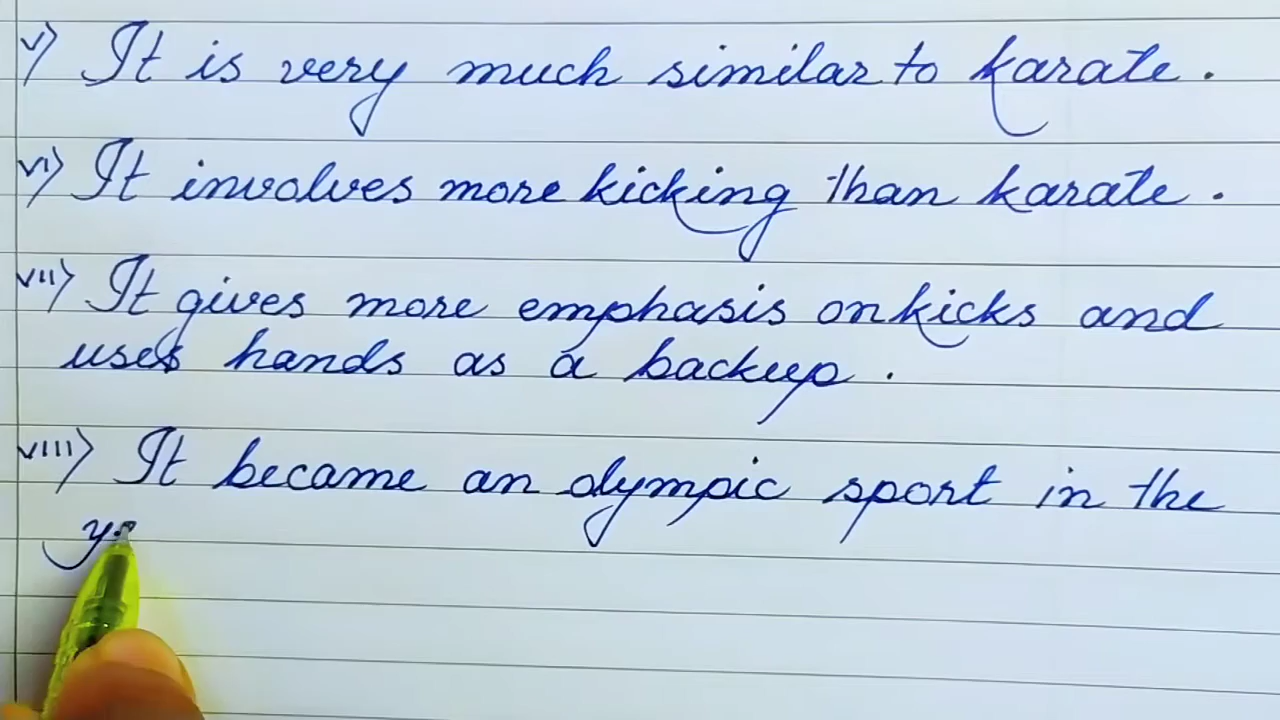 v) It is very much similar to karate.
vi) It involves more kicking than karate.
vii) It gives more emphasis on kicks and
uses hands as a backup.
viii) It became an olympic sport in the